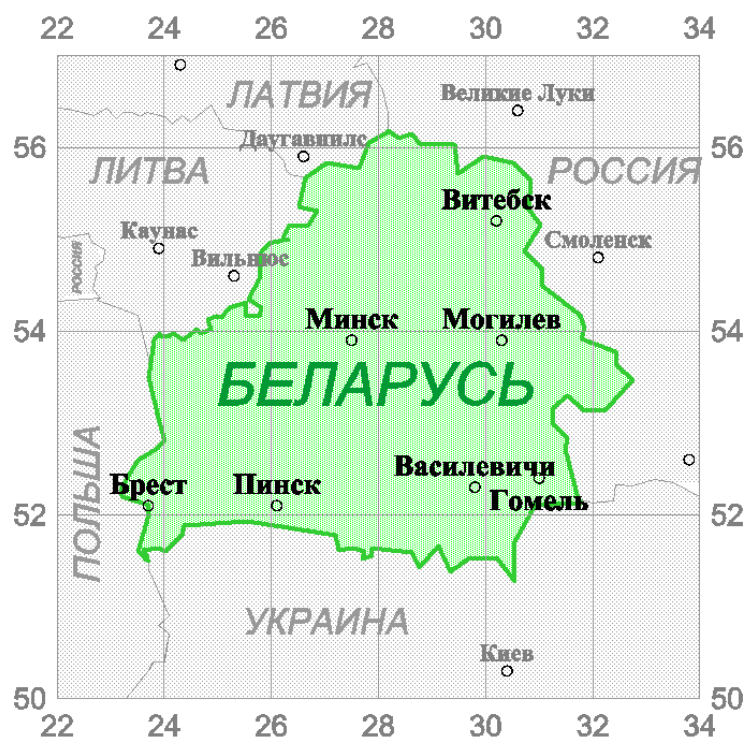 22 24 26 28 30 32 34
ЛАТВИЯ
Великие Луки
56
Даугавпилс
56
ЛИТВА
РОССИЯ
Витебск
Каунас
Смоленск
Вильнюс
РОССИЯ
54
Минск
Могилев
54
БЕЛАРУСЬ
ПОЛЬША
Василевичи
Брест
Пинск
Гомель
52
52
УКРАИНА
Киев
50
50
22 24 26 28 30 32 34